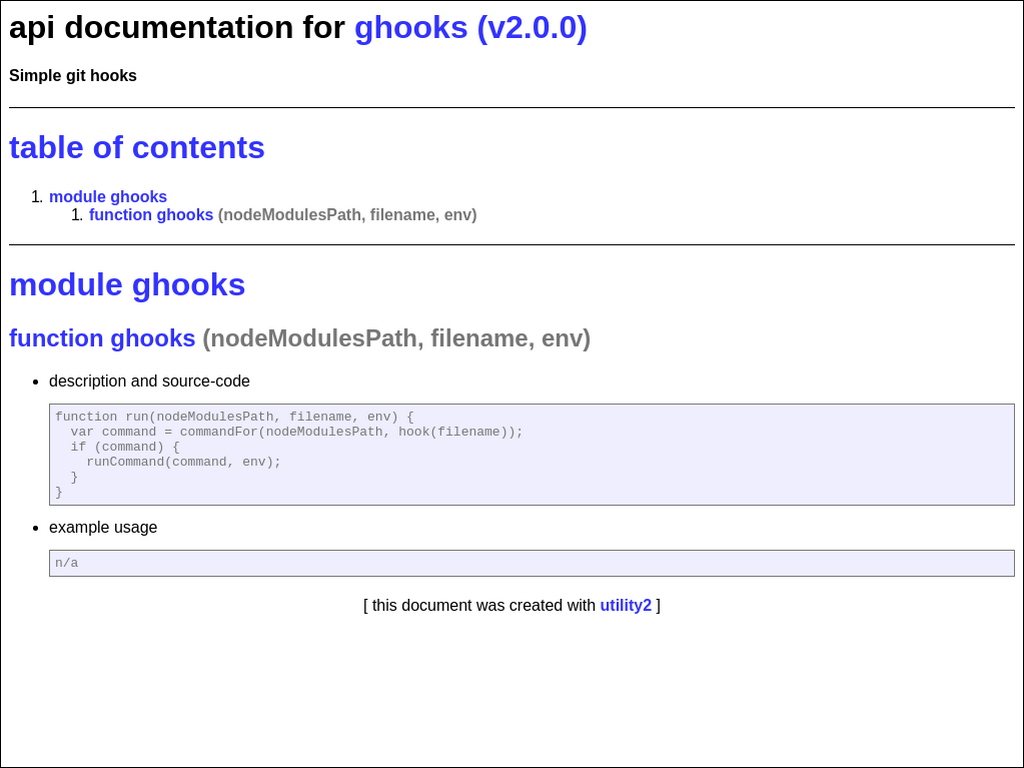 api documentation for ghooks (v2.0.0)
Simple git hooks
table of contents
1. module ghooks
1. function ghooks (nodeModulesPath, filename, env)
module ghooks
function ghooks (nodeModulesPath, filename, env)
• description and source-code
function run(nodeModulesPath, filename, env) {
  var command = commandFor(nodeModulesPath, hook(filename));
  if (command) {
    runCommand(command, env);
  }
}
• example usage
n/a
[ this document was created with utility2 ]